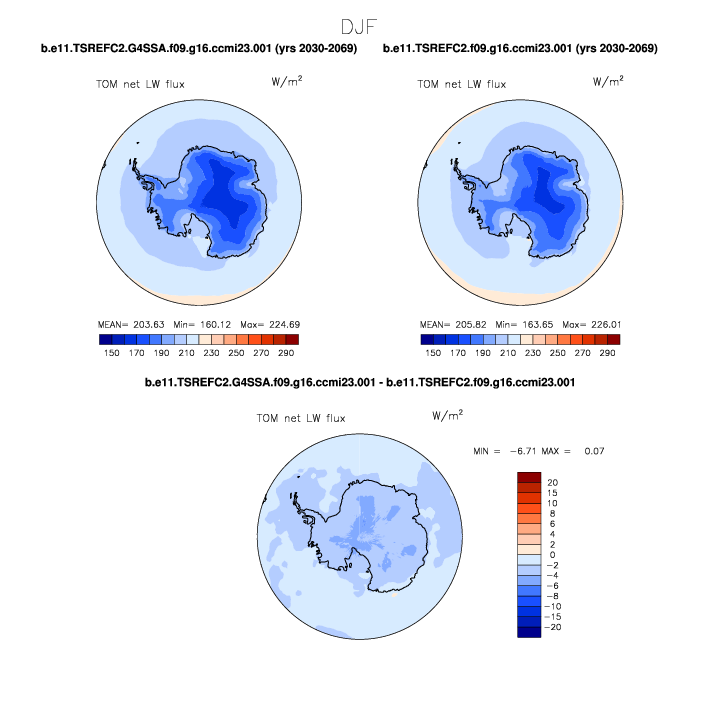 DJF
b.e11.TSREFC2.G4SSA.f09.g16.ccmi23.001 (yrs 2030-2069) b.e11.TSREFC2.f09.g16.ccmi23.001 (yrs 2030-2069)
TOM net LW flux W/m² TOM net LW flux W/m²
MEAN= 203.63 Min= 160.12 Max= 224.69 MEAN= 205.82 Min= 163.65 Max= 226.01
150 170 190 210 230 250 270 290 150 170 190 210 230 250 270 290
b.e11.TSREFC2.G4SSA.f09.g16.ccmi23.001 - b.e11.TSREFC2.f09.g16.ccmi23.001
TOM net LW flux W/m²
MIN = -6.71 MAX = 0.07
20
15
10
8
6
4
2
0
-2
-4
-6
-8
-10
-15
-20